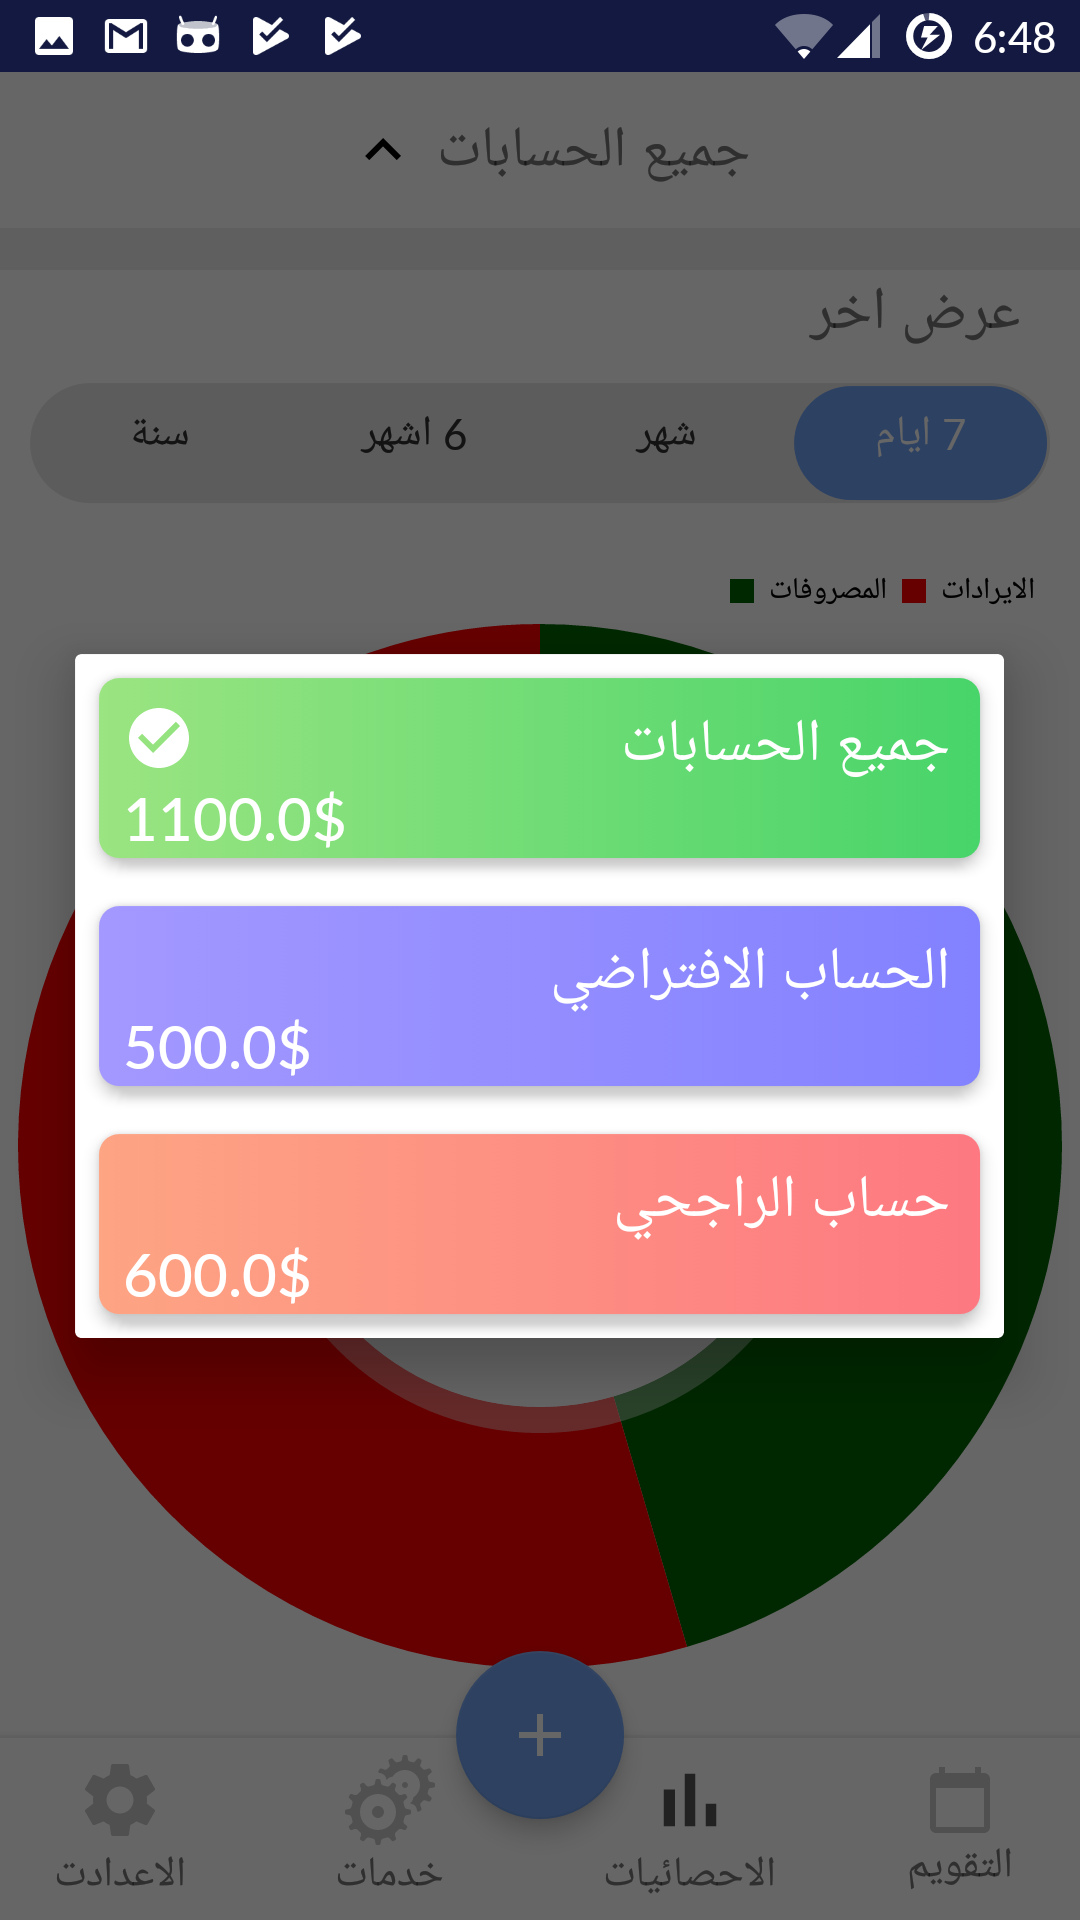 6:48
جميع الحسابات
عرض اخر
7 ايام شهر 6 اشهر سنة
الايرادات المصروفات
جميع الحسابات
1100.0$
الحساب الافتراضي
500.0$
حساب الراجحي
600.0$
+
التقويم الاحصائيات خدمات الاعدادت